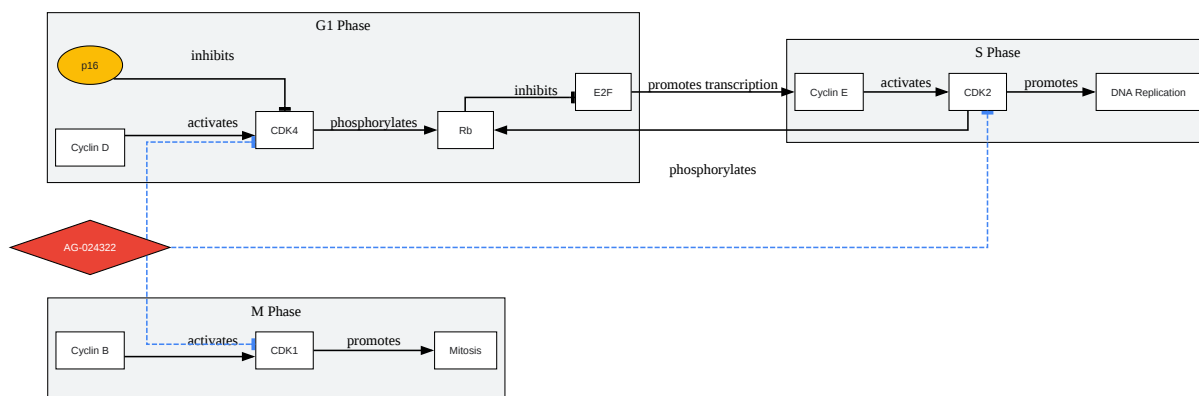 G1 Phase
p16
inhibits
Cyclin D
activates
CDK4
phosphorylates
Rb
inhibits
E2F
promotes transcription
S Phase
Cyclin E
activates
CDK2
promotes
DNA Replication
phosphorylates
AG-024322
M Phase
Cyclin B
activates
CDK1
promotes
Mitosis